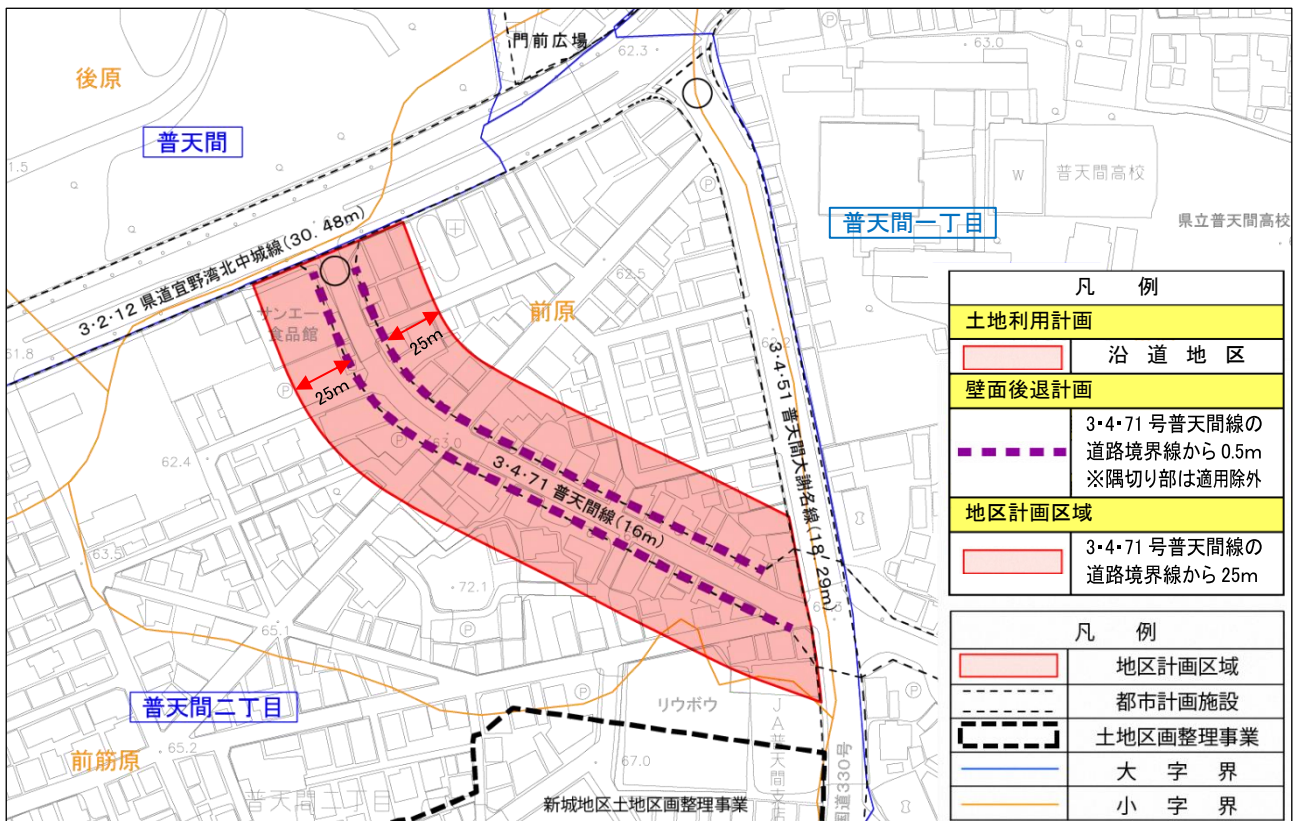 門前広場
62.3
63.0
後原
普天間
1.5
W
普天間高校
県立普天間高校
普天間一丁目
3・2・12 県道宜野湾北中城線(30.48m)
62.5
前原
サンエー
食品館
61.8
25m
25m
3・4・51 普天間大謝名線(18,29m)
63.0
62.4
3・4・71 普天間線(16m)
63.5
72.1
65.1
普天間二丁目
リウボウ
JA普天間支店
国道330号
前筋原
65.2
67.0
普天間二丁目
新城地区土地区画整理事業
P
P
P
P
P
P
凡 例
土地利用計画
沿 道 地 区
壁面後退計画
3・4・71 号普天間線の
道路境界線から 0.5m
※隅切り部は適用除外
地区計画区域
3・4・71 号普天間線の
道路境界線から 25m
凡 例
地区計画区域
都市計画施設
土地区画整理事業
大 字 界
小 字 界